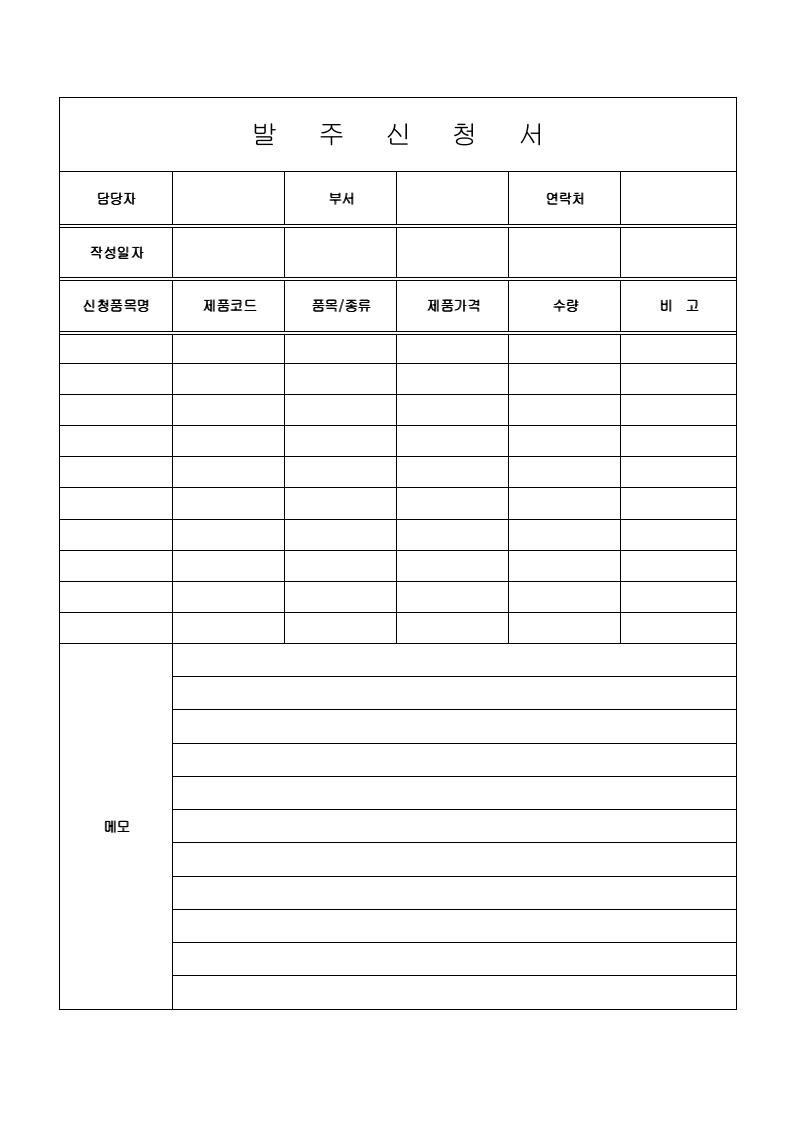 발 주 신 청 서
담당자 부서 연락처
작성일자
신청품목명 제품코드 품목/종류 제품가격 수량 비 고
메모